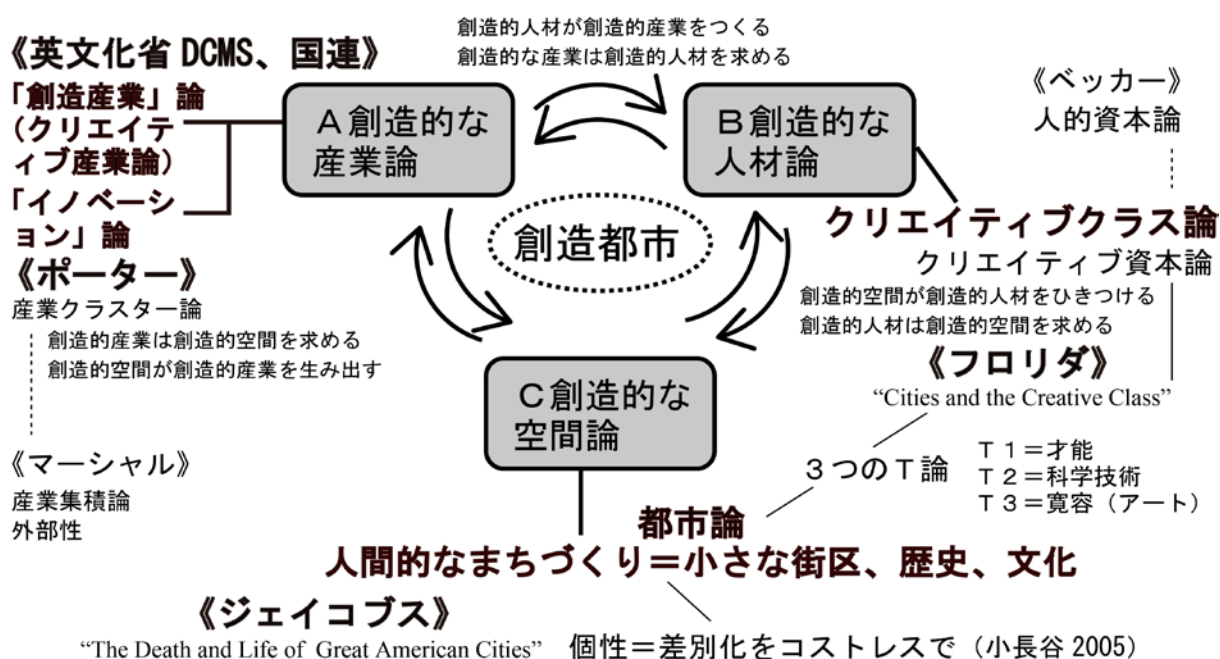 創造的人材が創造的産業をつくる
創造的な産業は創造的人材を求める
《英文化省 DCMS、国連》
「創造産業」論
（クリエイテ
ィブ産業論）
「イノベーシ
ョン」論
《ポーター》
産業クラスター論
創造的産業は創造的空間を求める
創造的空間が創造的産業を生み出す
《マーシャル》
産業集積論
外部性
Ａ創造的な
産業論
Ｂ創造的な
人材論
創造都市
Ｃ創造的な
空間論
《ベッカー》
人的資本論
クリエイティブクラス論
クリエイティブ資本論
創造的空間が創造的人材をひきつける
創造的人材は創造的空間を求める
《フロリダ》
“Cities and the Creative Class”
３つのＴ論
Ｔ１＝才能
Ｔ２＝科学技術
Ｔ３＝寛容（アート）
都市論
人間的なまちづくり＝小さな街区、歴史、文化
《ジェイコブス》
“The Death and Life of Great American Cities”
個性＝差別化をコストレスで（小長谷 2005）